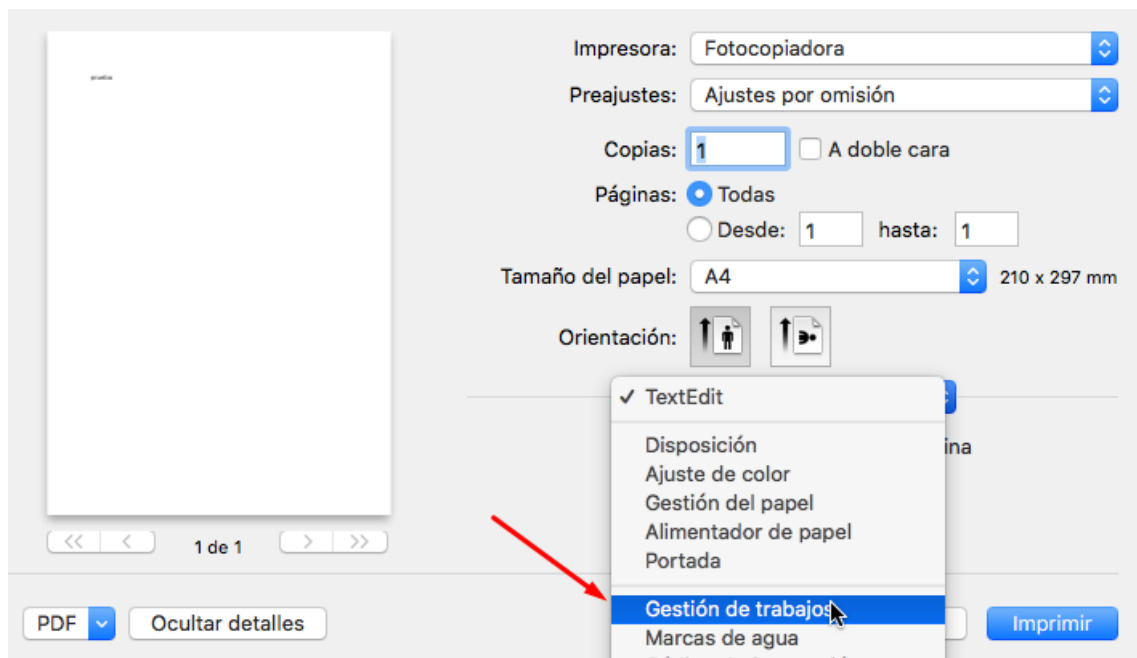 Impresora: Fotocopiadora
Preajustes: Ajustes por omisión
Copias: 1 A doble cara
Páginas: Todas
Desde: 1 hasta: 1
Tamaño del papel: A4 210 x 297 mm
Orientación:
✓ TextEdit
Disposición
ina
Ajuste de color
Gestión del papel
Alimentador de papel
Portada
1 de 1
Gestión de trabajos
Marcas de agua
PDF Ocultar detalles Imprimir